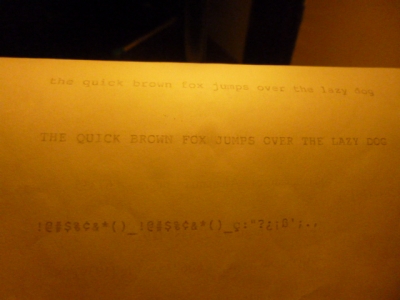 the quick brown fox jumps over the lazy dog
THE QUICK BROWN FOX JUMPS OVER THE LAZY DOG
!@#$%¢&*()_!@#$%¢&*()_